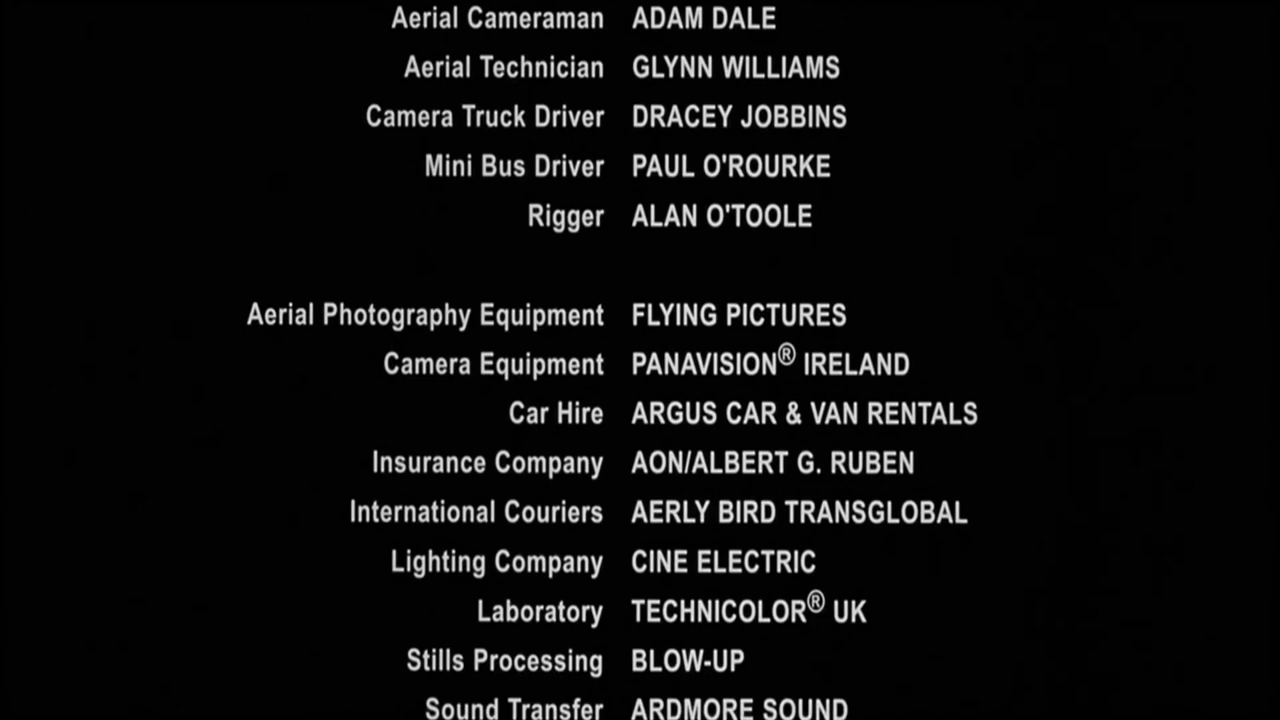 Aerial Cameraman ADAM DALE
Aerial Technician GLYNN WILLIAMS
Camera Truck Driver DRACEY JOBBINS
Mini Bus Driver PAUL O'ROURKE
Rigger ALAN O'TOOLE
Aerial Photography Equipment FLYING PICTURES
Camera Equipment PANAVISION® IRELAND
Car Hire ARGUS CAR & VAN RENTALS
Insurance Company AON/ALBERT G. RUBEN
International Couriers AERLY BIRD TRANSGLOBAL
Lighting Company CINE ELECTRIC
Laboratory TECHNICOLOR® UK
Stills Processing BLOW-UP
Sound Transfer ARDMORE SOUND